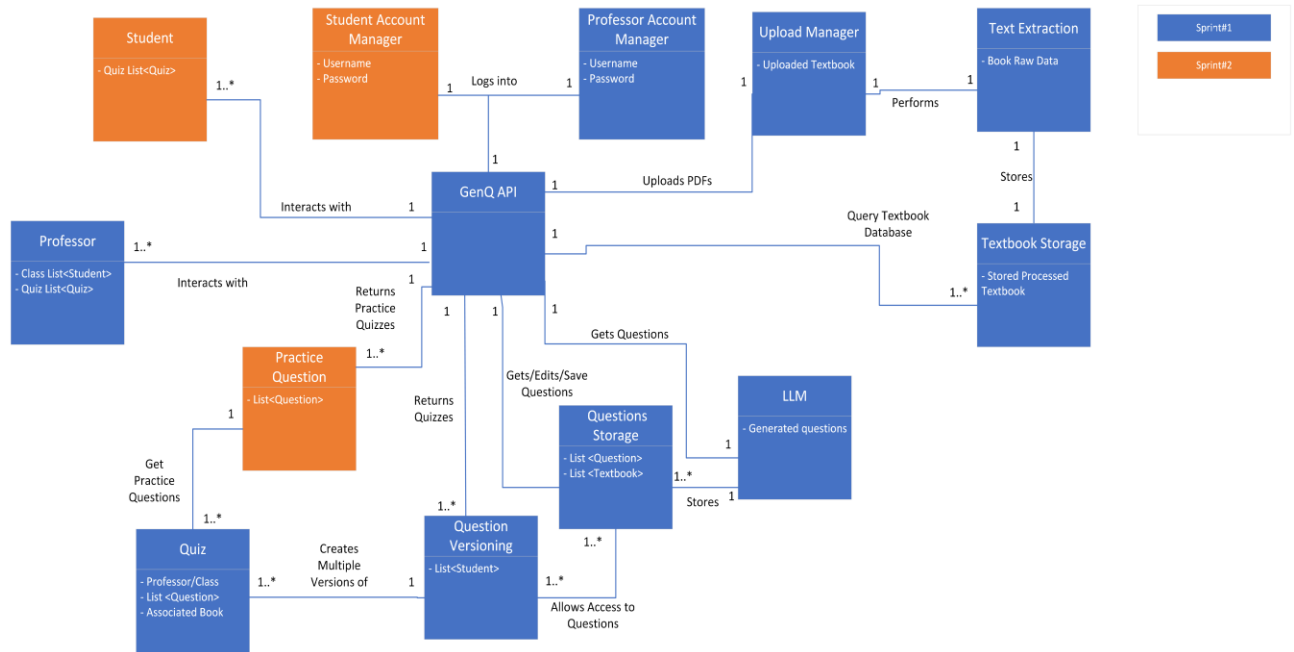 Student
- Quiz List<Quiz>
Student Account
Manager
- Username
- Password
Professor Account
Manager
- Username
- Password
Upload Manager
- Uploaded Textbook
Text Extraction
- Book Raw Data
Sprint#1
Sprint#2
1..*
1
Logs into
1
1
1
Performs
1
1
1
Stores
1
GenQ API
1
Uploads PDFs
Interacts with
1
Professor
- Class List<Student>
- Quiz List<Quiz>
1..*
1
Interacts with
1
Query Textbook
Database
1..*
Textbook Storage
- Stored Processed
Textbook
1
Returns
Practice
Quizzes
1..*
1
1
1
Gets Questions
Practice
Question
- List<Question>
1
Get
Practice
Questions
1..*
Returns
Quizzes
1..*
Gets/Edits/Save
Questions
Questions
Storage
- List <Question>
- List <Textbook>
1..*
Stores
1
1
LLM
- Generated questions
Quiz
- Professor/Class
- List <Question>
- Associated Book
1..*
Creates
Multiple
Versions of
1
Question
Versioning
- List<Student>
1..*
1..*
Allows Access to
Questions